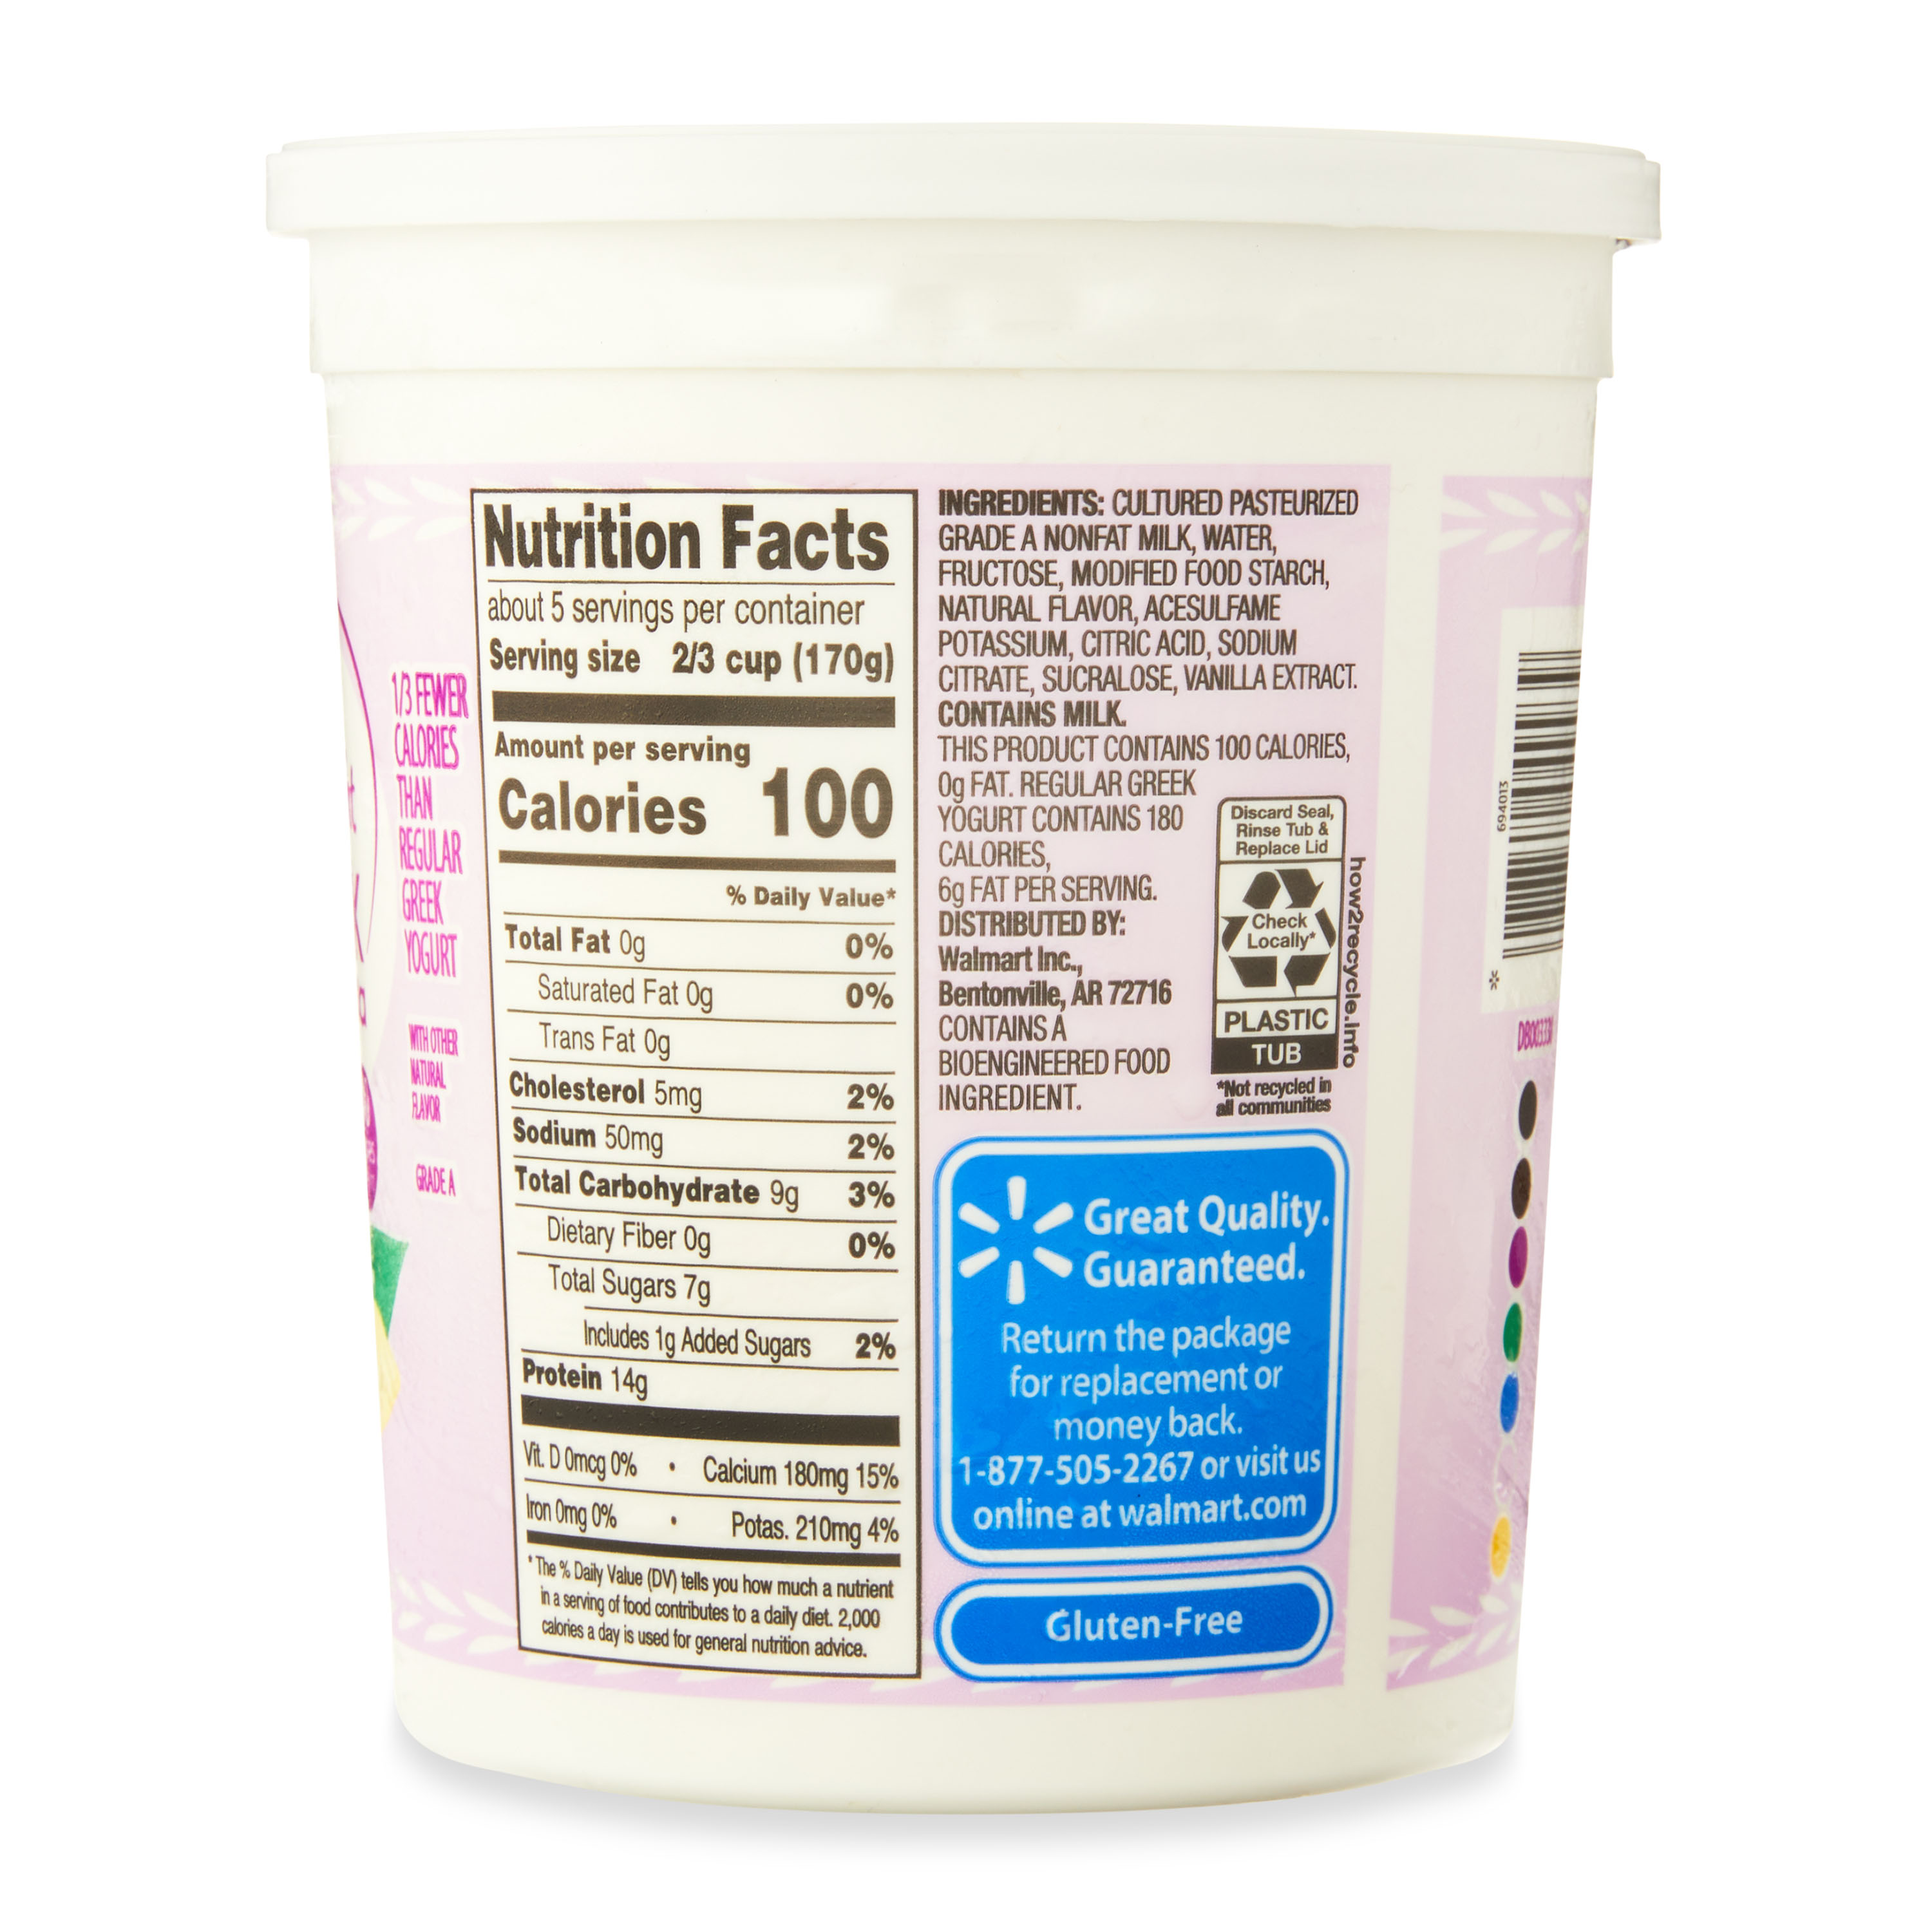 1/3 FEWER
CALORIES
THAN
REGULAR
GREEK
YOGURT
WITH OTHER
NATURAL
FLAVOR
GRADE A
Nutrition Facts
about 5 servings per container
Serving size 2/3 cup (170g)
Amount per serving
Calories 100
% Daily Value*
Total Fat 0g 0%
Saturated Fat 0g 0%
Trans Fat 0g
Cholesterol 5mg 2%
Sodium 50mg 2%
Total Carbohydrate 9g 3%
Dietary Fiber 0g 0%
Total Sugars 7g
Includes 1g Added Sugars 2%
Protein 14g
Vit. D 0mcg 0% • Calcium 180mg 15%
Iron 0mg 0% • Potas. 210mg 4%
* The % Daily Value (DV) tells you how much a nutrient
in a serving of food contributes to a daily diet. 2,000
calories a day is used for general nutrition advice.
INGREDIENTS: CULTURED PASTEURIZED
GRADE A NONFAT MILK, WATER,
FRUCTOSE, MODIFIED FOOD STARCH,
NATURAL FLAVOR, ACESULFAME
POTASSIUM, CITRIC ACID, SODIUM
CITRATE, SUCRALOSE, VANILLA EXTRACT.
CONTAINS MILK.
THIS PRODUCT CONTAINS 100 CALORIES,
0g FAT. REGULAR GREEK
YOGURT CONTAINS 180
CALORIES,
6g FAT PER SERVING.
DISTRIBUTED BY:
Walmart Inc.,
Bentonville, AR 72716
CONTAINS A
BIOENGINEERED FOOD
INGREDIENT.
Discard Seal,
Rinse Tub &
Replace Lid
Check
Locally*
PLASTIC
TUB
*Not recycled in
all communities
how2recycle.info
Great Quality.
Guaranteed.
Return the package
for replacement or
money back.
1-877-505-2267 or visit us
online at walmart.com
Gluten-Free
694013